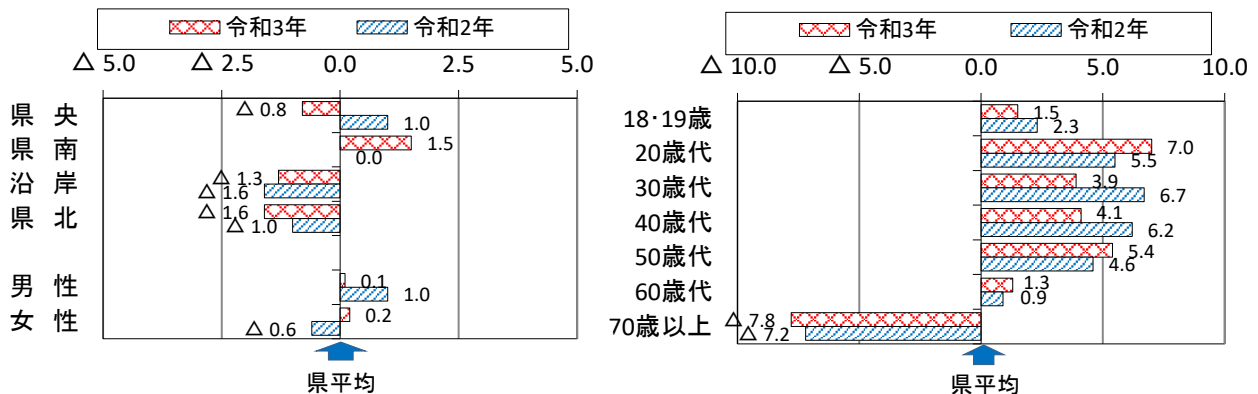 令和3年 令和2年
△ 5.0 △ 2.5 0.0 2.5 5.0
県 央 △ 0.8
1.0
県 南 1.5
0.0
沿 岸 △ 1.3
△ 1.6
県 北 △ 1.6
△ 1.0
男 性 0.1
1.0
女 性 0.2
△ 0.6
県平均
令和3年 令和2年
△ 10.0 △ 5.0 0.0 5.0 10.0
18･19歳 1.5
2.3
20歳代 7.0
5.5
30歳代 3.9
6.7
40歳代 4.1
6.2
50歳代 5.4
4.6
60歳代 1.3
0.9
70歳以上 △ 7.8
△ 7.2
県平均